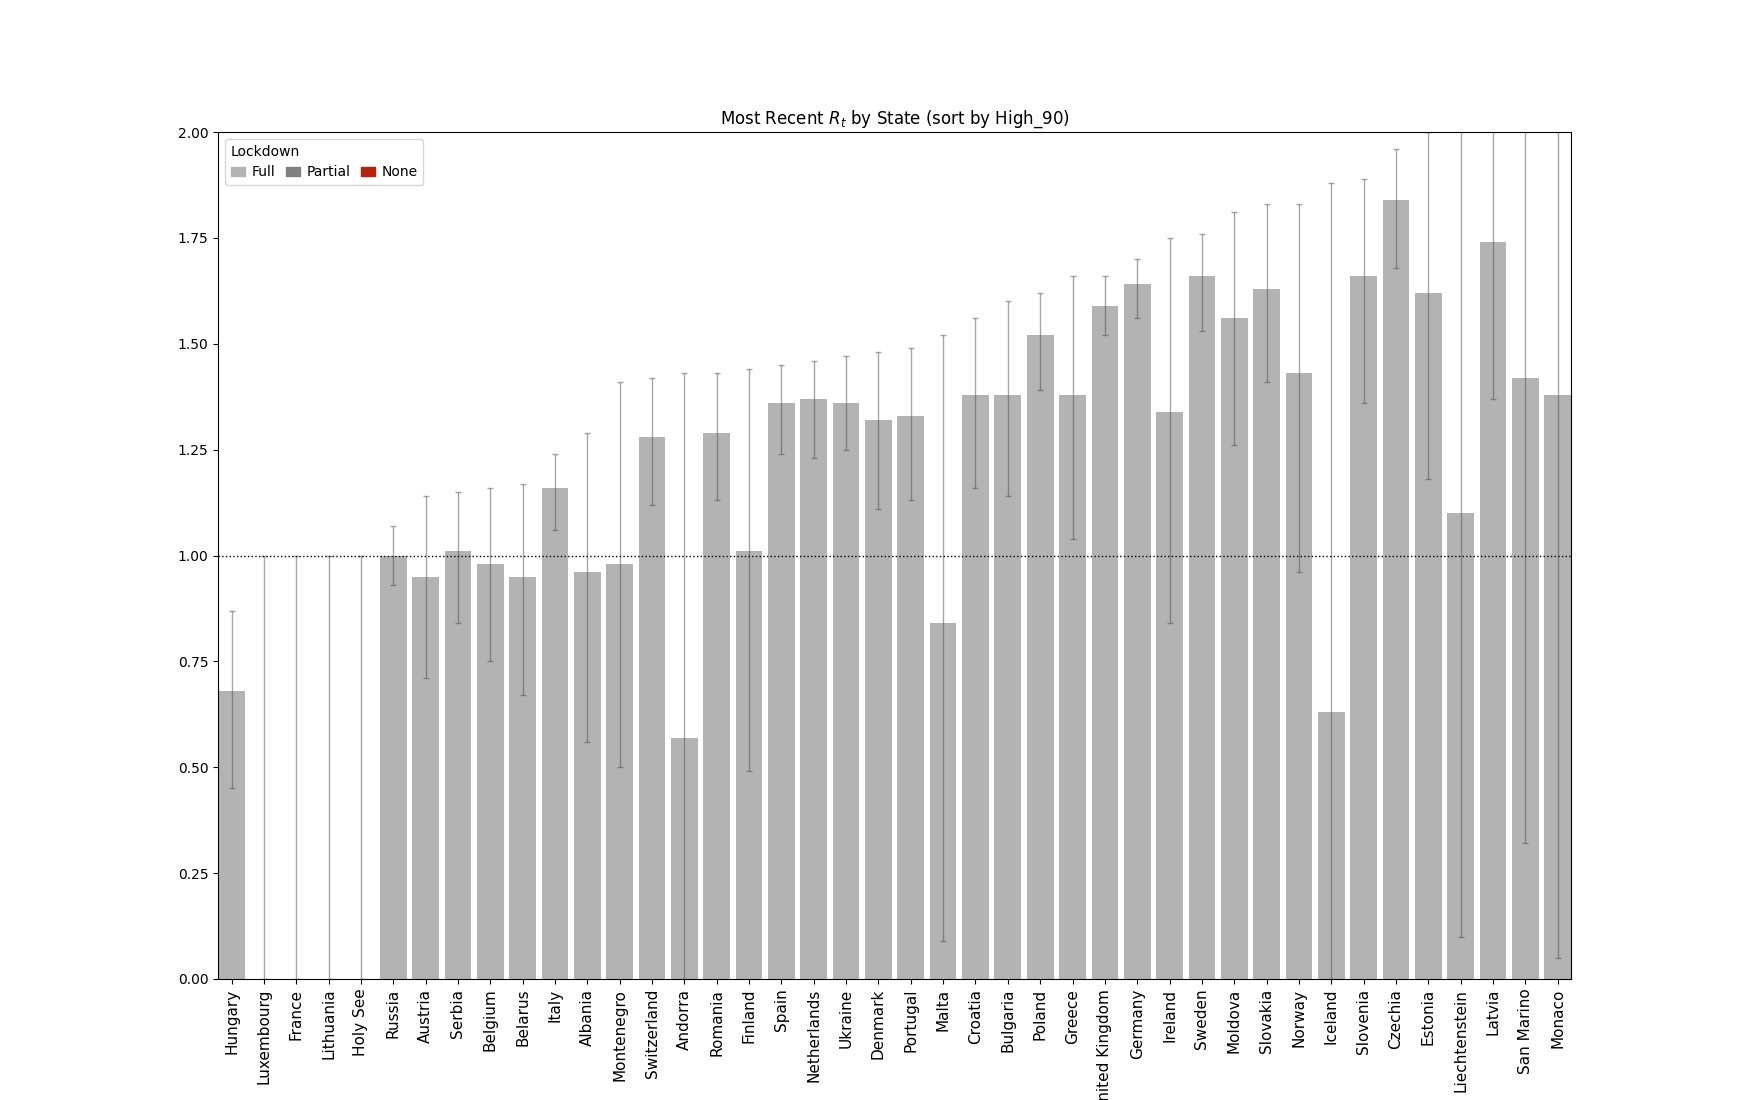 Most Recent R_t by State (sort by High_90)
2.00
Lockdown
Full Partial None
1.75
1.50
1.25
1.00
0.75
0.50
0.25
0.00
Hungary
Luxembourg
France
Lithuania
Holy See
Russia
Austria
Serbia
Belgium
Belarus
Italy
Albania
Montenegro
Switzerland
Andorra
Romania
Finland
Spain
Netherlands
Ukraine
Denmark
Portugal
Malta
Croatia
Bulgaria
Poland
Greece
nited Kingdom
Germany
Ireland
Sweden
Moldova
Slovakia
Norway
Iceland
Slovenia
Czechia
Estonia
Liechtenstein
Latvia
San Marino
Monaco